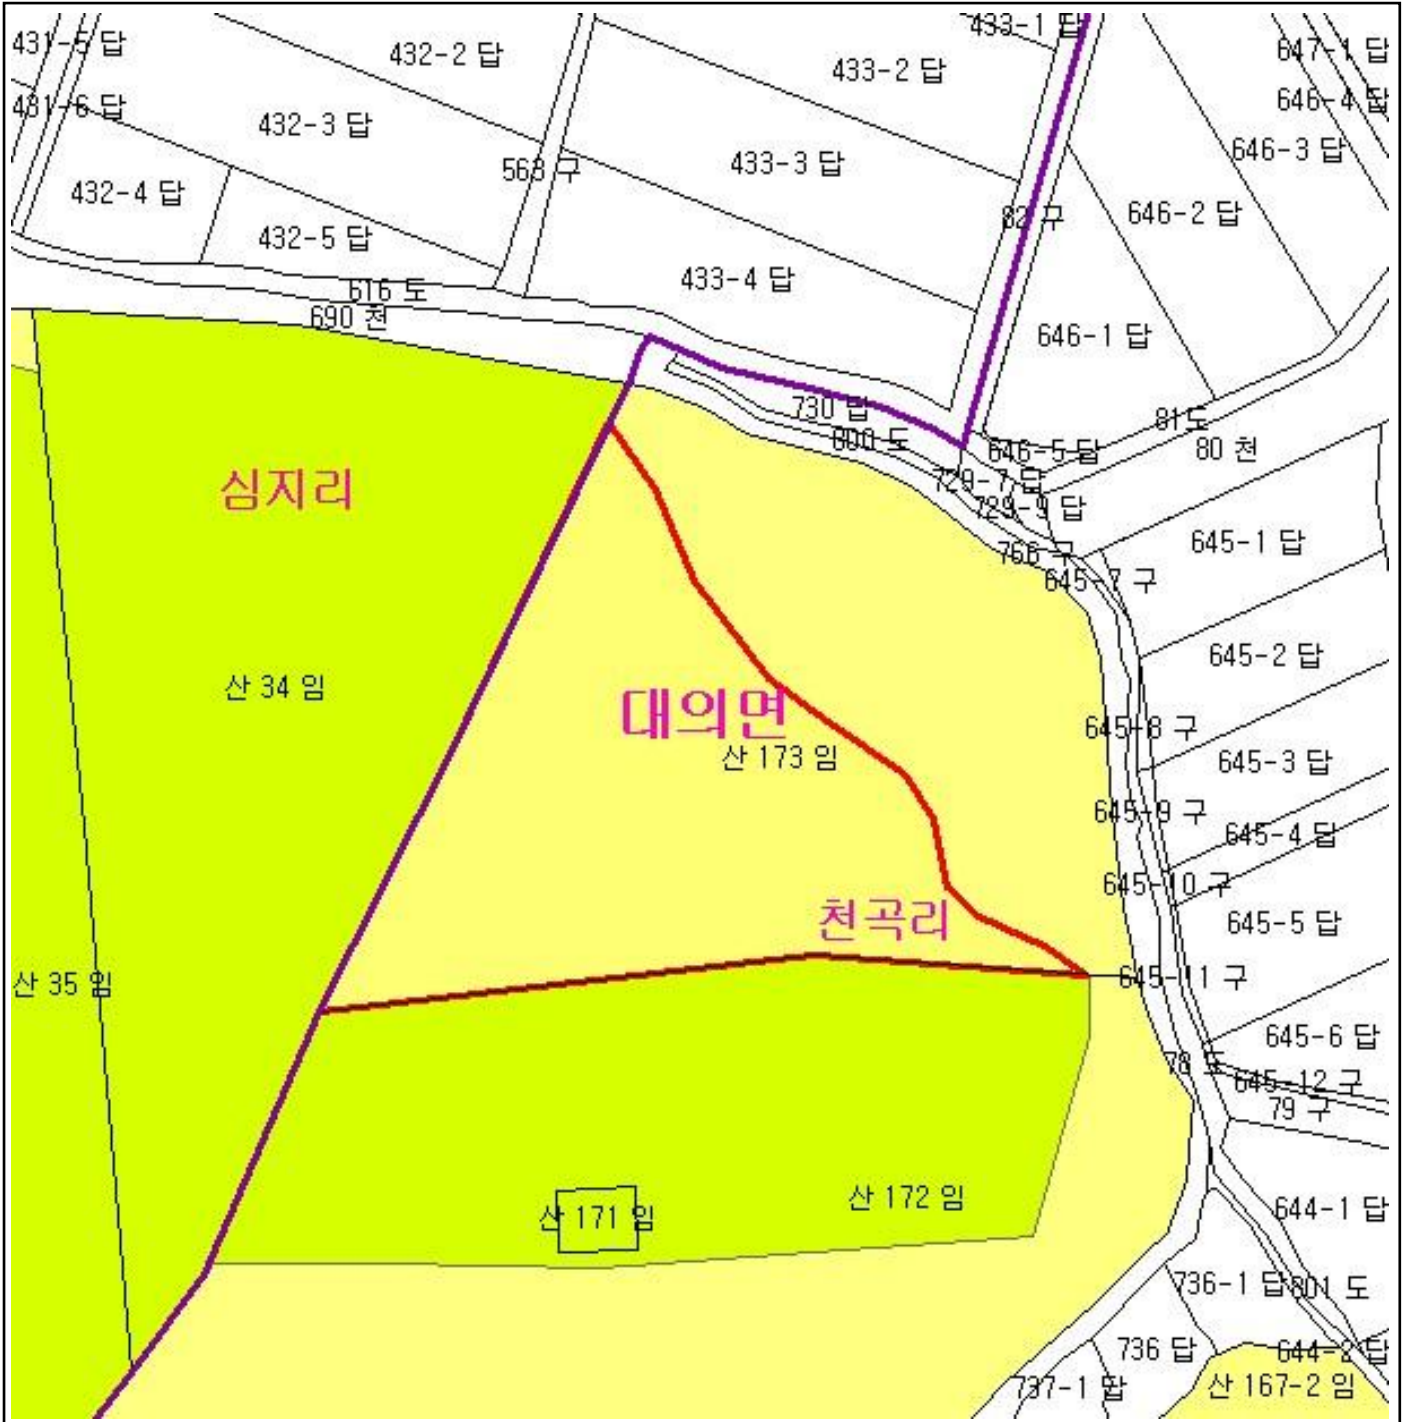 431-5 답
432-2 답
433-1 답
433-2 답
647-1 답
431-6 답
432-3 답
646-4 답
433-3 답
646-3 답
568 구
432-4 답
646-2 답
82 구
432-5 답
433-4 답
616 도
690 천
646-1 답
730 답
81도
800 도
646-5 답
80 천
729-7 답
심지리
729-9 답
645-1 답
766 구
645-7 구
645-2 답
산 34 임
대의면
645-8 구
산 173 임
645-3 답
645-9 구
645-4 답
645-10 구
천곡리
645-5 답
산 35 임
645-11 구
645-6 답
78 도
645-12 구
79 구
산 172 임
산 171 임
644-1 답
736-1 답
801 도
736 답
644-2 답
737-1 답
산 167-2 임